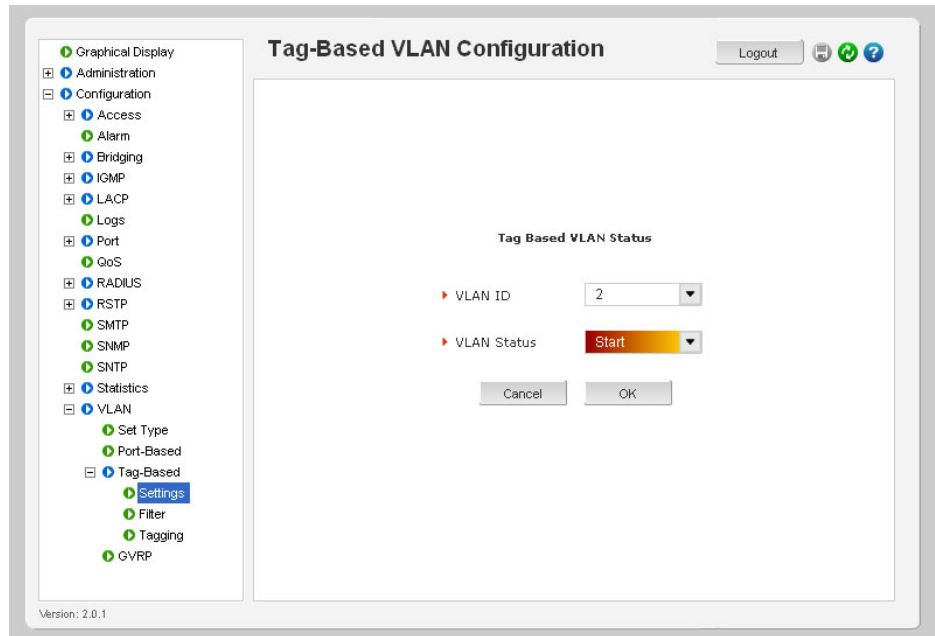 Tag-Based VLAN Configuration
Logout
Graphical Display
Administration
Configuration
Access
Alarm
Bridging
IGMP
LACP
Logs
Port
QoS
RADIUS
RSTP
SMTP
SNMP
SNTP
Statistics
VLAN
Set Type
Port-Based
Tag-Based
Settings
Filter
Tagging
GVRP
Tag Based VLAN Status
VLAN ID 2
VLAN Status Start
Cancel OK
Version: 2.0.1